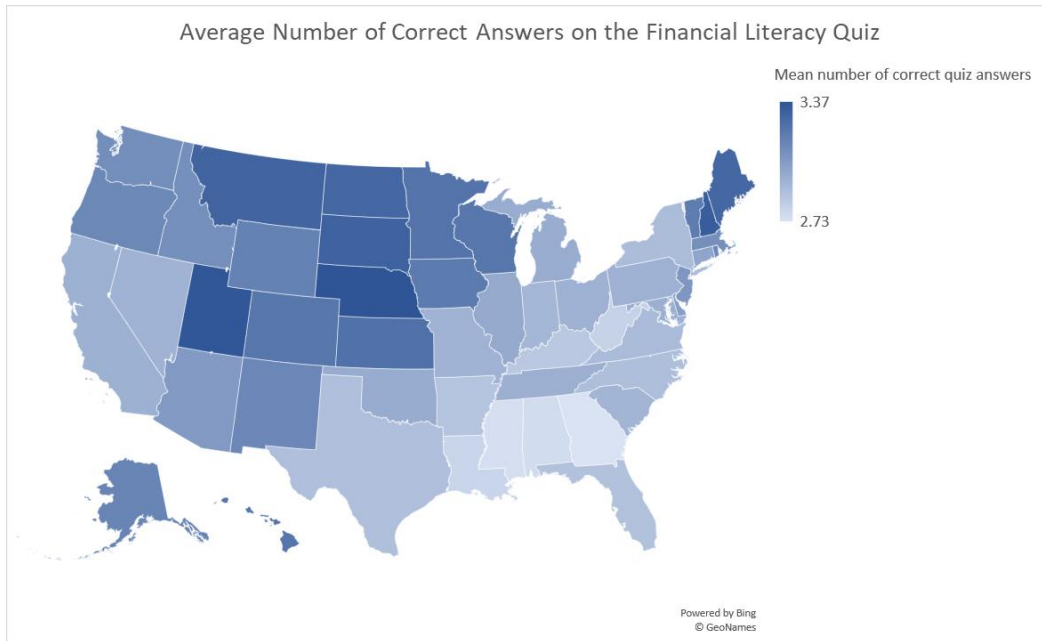 Average Number of Correct Answers on the Financial Literacy Quiz
Mean number of correct quiz answers
3.37
2.73
Powered by Bing
© GeoNames